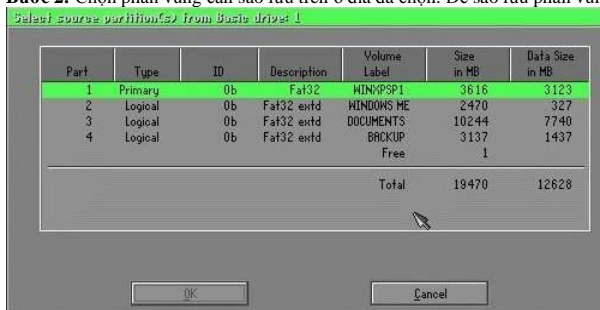 Bước 2. Chọn phân vùng cần sao lưu trên ổ đĩa đã chọn. Để sao lưu phân vùn
Select source partition(s) from Basic drive: 1
Part Type ID Description Volume Label Size in MB Data Size in MB
1 Primary 0b Fat32 WINXPSP1 3616 3123
2 Logical 0b Fat32 extd WINDOWS ME 2470 327
3 Logical 0b Fat32 extd DOCUMENTS 10244 7740
4 Logical 0b Fat32 extd BACKUP 3137 1437
Free 1
Total 19470 12628
OK Cancel